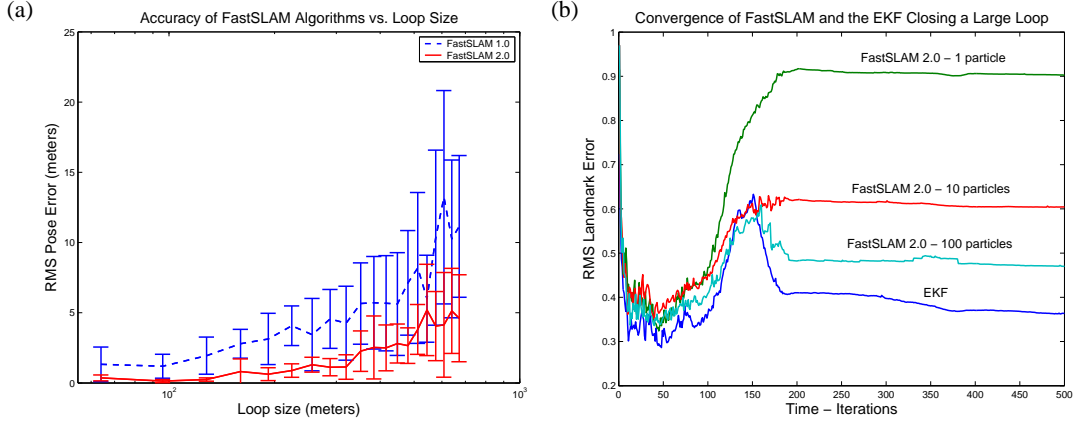 (a)
Accuracy of FastSLAM Algorithms vs. Loop Size
25
20
15
10
5
0
RMS Pose Error (meters)
FastSLAM 1.0
FastSLAM 2.0
10^2
10^3
Loop size (meters)
(b)
Convergence of FastSLAM and the EKF Closing a Large Loop
1
0.9
0.8
0.7
0.6
0.5
0.4
0.3
0.2
RMS Landmark Error
FastSLAM 2.0 – 1 particle
FastSLAM 2.0 – 10 particles
FastSLAM 2.0 – 100 particles
EKF
0 50 100 150 200 250 300 350 400 450 500
Time – Iterations